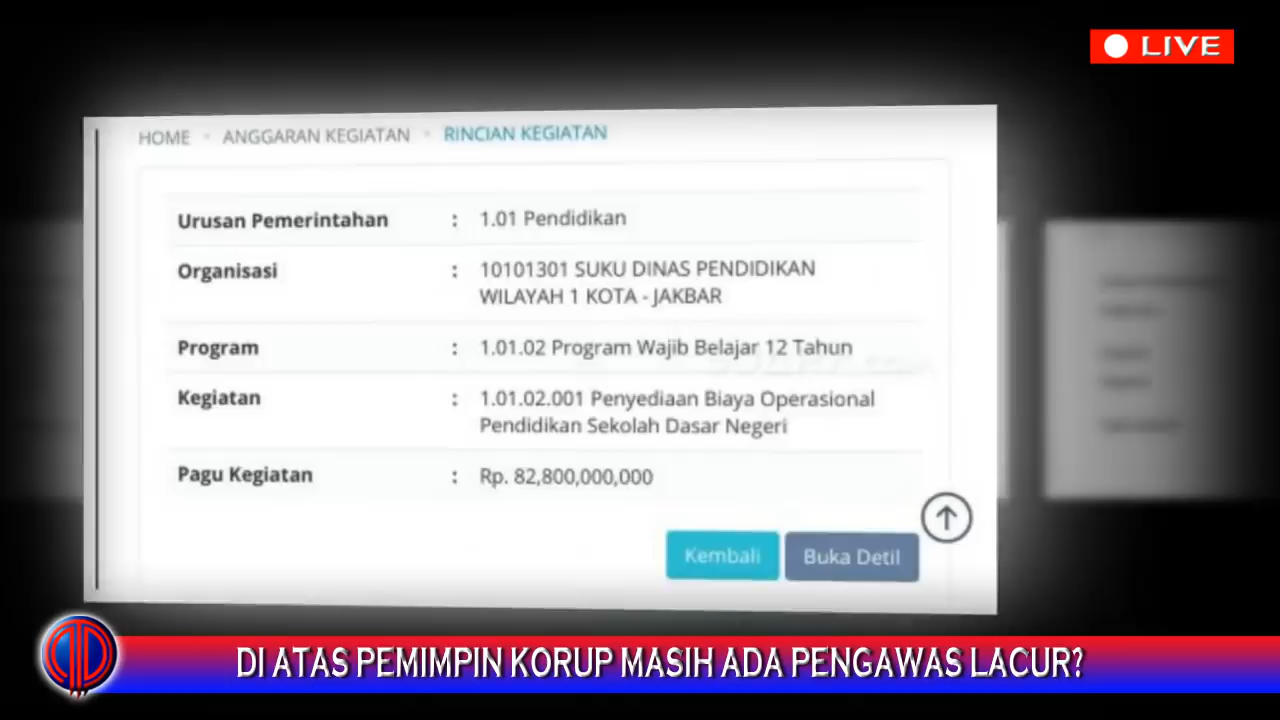 LIVE
HOME • ANGGARAN KEGIATAN • RINCIAN KEGIATAN
Urusan Pemerintahan : 1.01 Pendidikan
Organisasi : 10101301 SUKU DINAS PENDIDIKAN
WILAYAH 1 KOTA - JAKBAR
Program : 1.01.02 Program Wajib Belajar 12 Tahun
Kegiatan : 1.01.02.001 Penyediaan Biaya Operasional
Pendidikan Sekolah Dasar Negeri
Pagu Kegiatan : Rp. 82,800,000,000
Kembali Buka Detil
DI ATAS PEMIMPIN KORUP MASIH ADA PENGAWAS LACUR?